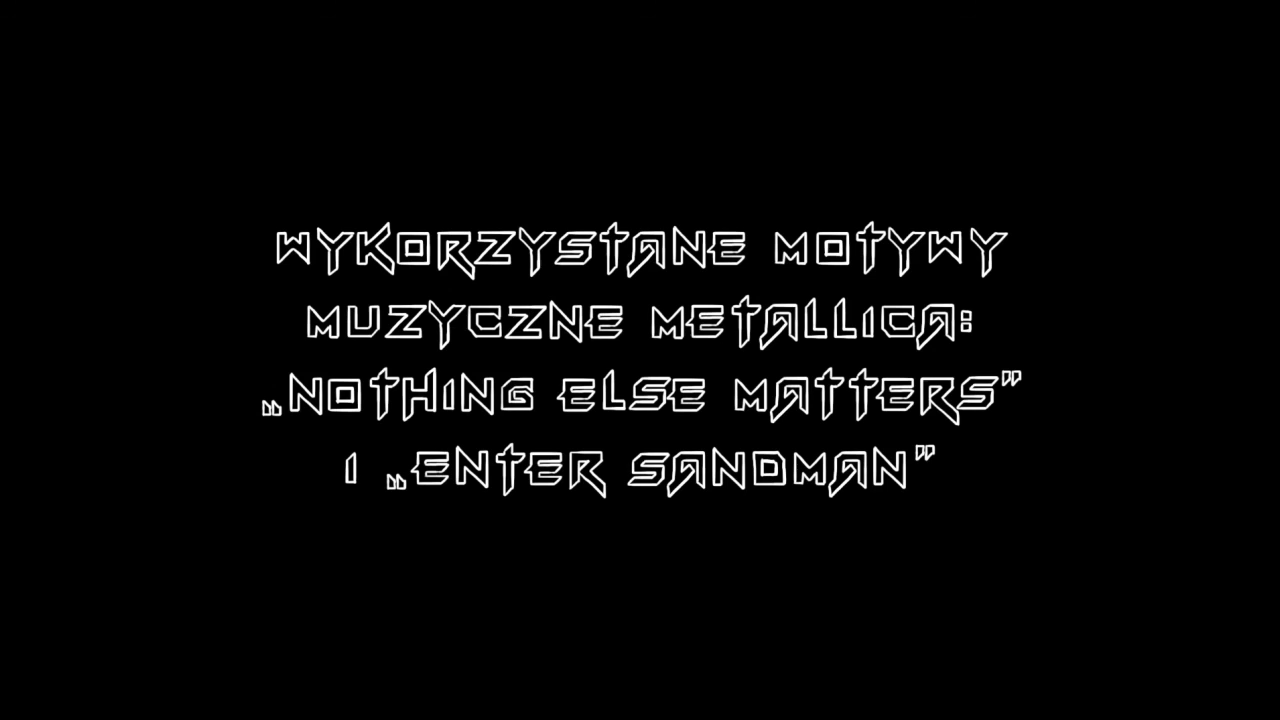 WYKORZYSTANE MOTYWY
MUZYCZNE METALLICA:
„NOTHING ELSE MATTERS”
I „ENTER SANDMAN”